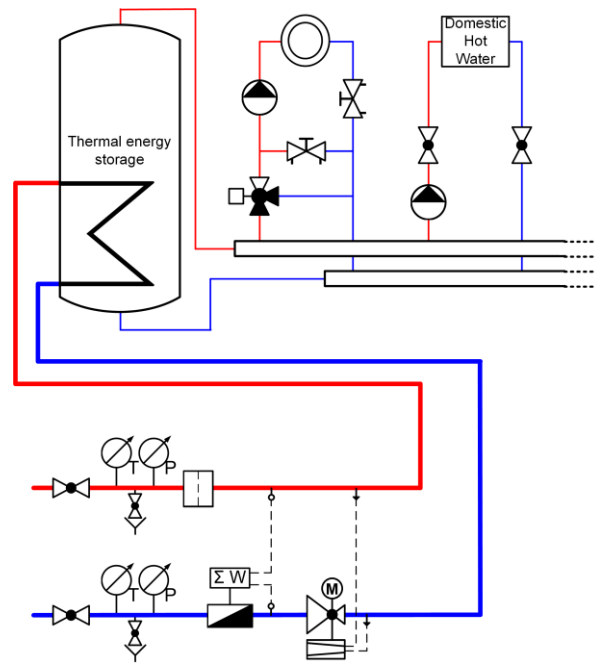 Domestic
Hot
Water
Thermal energy
storage
T
P
Σ W
M
T
P